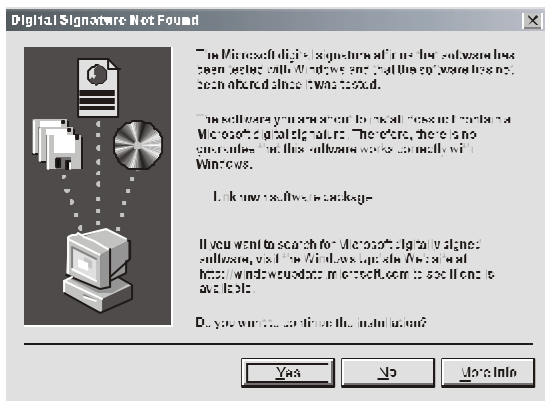 Digital Signature Not Found
The Microsoft digital signature affirms that software has
been tested with Windows and that the software has not
been altered since it was tested.
The software you are about to install does not contain a
Microsoft digital signature. Therefore, there is no
guarantee that this software works correctly with
Windows.
Unknown software package
If you want to search for Microsoft digitally signed
software, visit the Windows Update Web site at
http://windowsupdate.microsoft.com to see if one is
available.
Do you want to continue the installation?
Yes
No
More Info